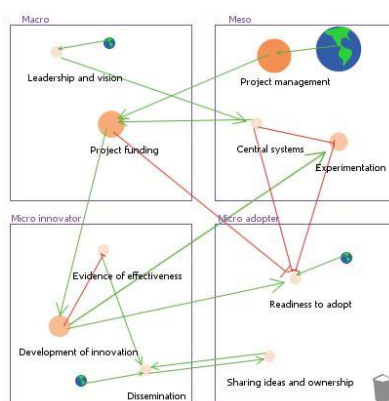 Macro
Meso
Leadership and vision
Project management
Project funding
Central systems
Experimentation
Micro innovator
Micro adopter
Evidence of effectiveness
Readiness to adopt
Development of innovation
Sharing ideas and ownership
Dissemination